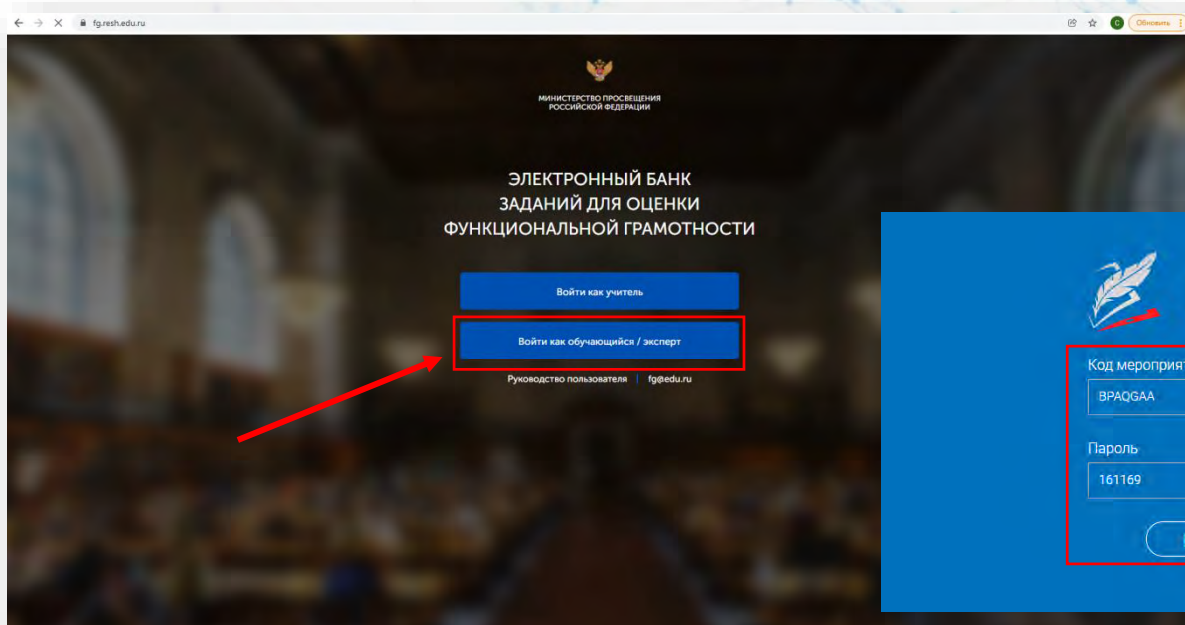 fg.resh.edu.ru
С
Обновить
МИНИСТЕРСТВО ПРОСВЕЩЕНИЯ
РОССИЙСКОЙ ФЕДЕРАЦИИ
ЭЛЕКТРОННЫЙ БАНК
ЗАДАНИЙ ДЛЯ ОЦЕНКИ
ФУНКЦИОНАЛЬНОЙ ГРАМОТНОСТИ
Войти как учитель
Войти как обучающийся / эксперт
Руководство пользователя | fg@edu.ru
Код мероприят
BPAQGAA
Пароль
161169